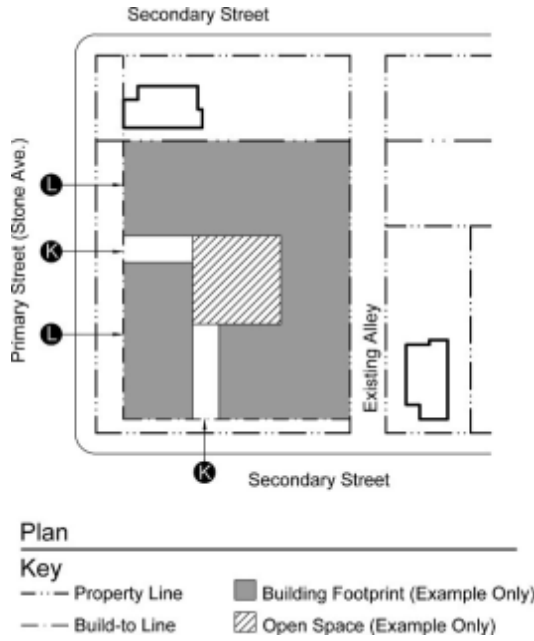 Secondary Street
Primary Street (Stone Ave.)
L
K
L
Existing Alley
K
Secondary Street
Plan
Key
Property Line
Building Footprint (Example Only)
Build-to Line
Open Space (Example Only)